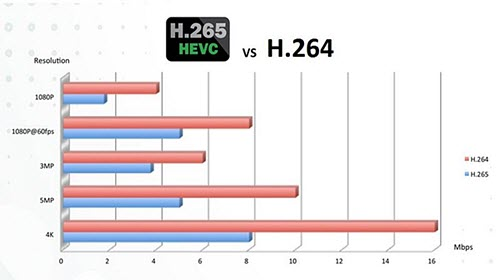 H.265
HEVC
vs H.264
Resolution
1080P
1080P@60fps
3MP
5MP
4K
H.264
H.265
0 2 4 6 8 10 12 14 16
Mbps